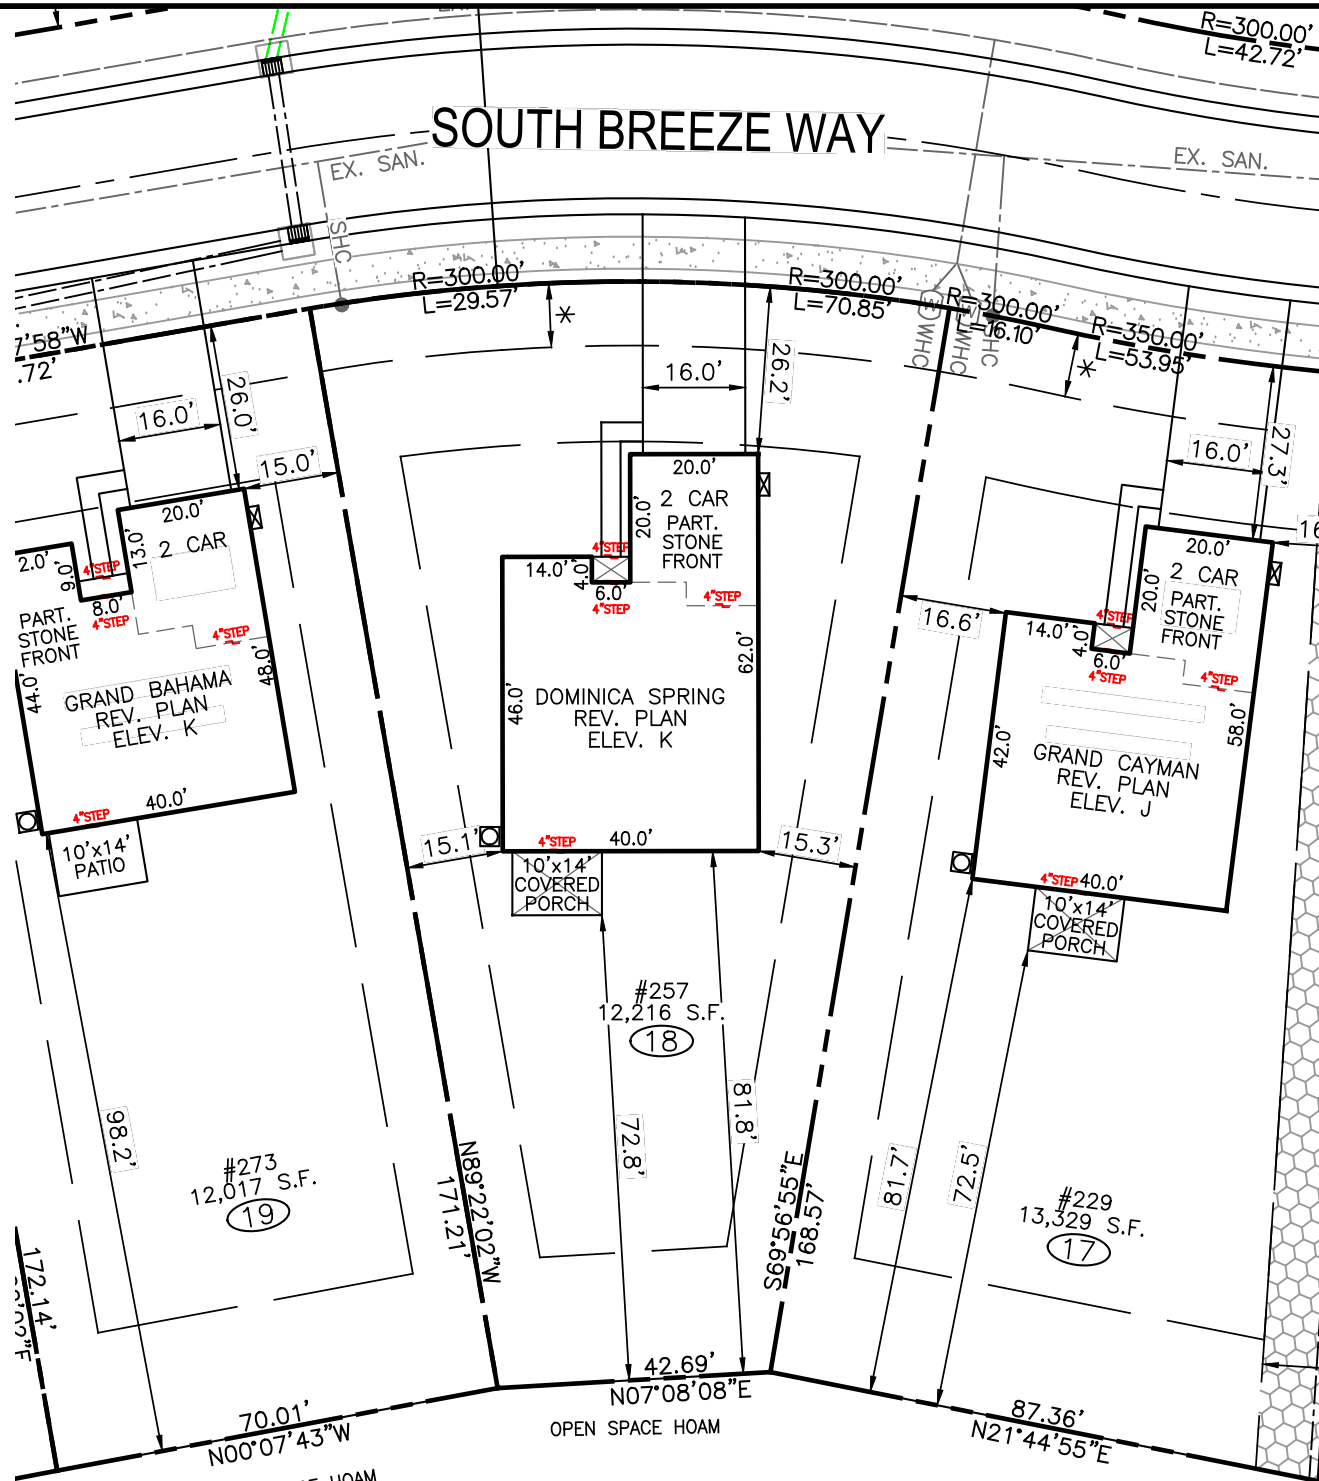 R=300.00'
L=42.72'
SOUTH BREEZE WAY
EX. SAN.
EX. SAN.
SHC
R=300.00'
L=29.57'
R=300.00'
L=70.85'
R=300.00'
L=16.10'
R=350.00'
L=53.95'
WHC
WHC
7'58"W
.72'
*
*
16.0'
26.0'
15.0'
16.0'
26.2'
16.0'
27.3'
20.0'
2 CAR
13.0'
2.0'
9.0'
4"STEP
8.0'
4"STEP
4"STEP
PART.
STONE
FRONT
44.0'
48.0'
GRAND BAHAMA
REV. PLAN
ELEV. K
4"STEP
40.0'
10'x14'
PATIO
98.2'
#273
12,017 S.F.
19
172.14'
20.0'
2 CAR
PART.
STONE
FRONT
20.0'
4"STEP
14.0'
4.0'
6.0'
4"STEP
4"STEP
62.0'
46.0'
DOMINICA SPRING
REV. PLAN
ELEV. K
15.1'
4"STEP
40.0'
15.3'
10'x14'
COVERED
PORCH
#257
12,216 S.F.
18
72.8'
81.8'
N89°22'02"W
171.21'
S69°56'55"E
168.57'
20.0'
2 CAR
PART.
STONE
FRONT
20.0'
16.6'
4"STEP
14.0'
4.0'
6.0'
4"STEP
4"STEP
58.0'
42.0'
GRAND CAYMAN
REV. PLAN
ELEV. J
4"STEP
40.0'
10'x14'
COVERED
PORCH
81.7'
72.5'
#229
13,329 S.F.
17
42.69'
N07°08'08"E
OPEN SPACE HOAM
70.01'
N00°07'43"W
87.36'
N21°44'55"E
HOAM